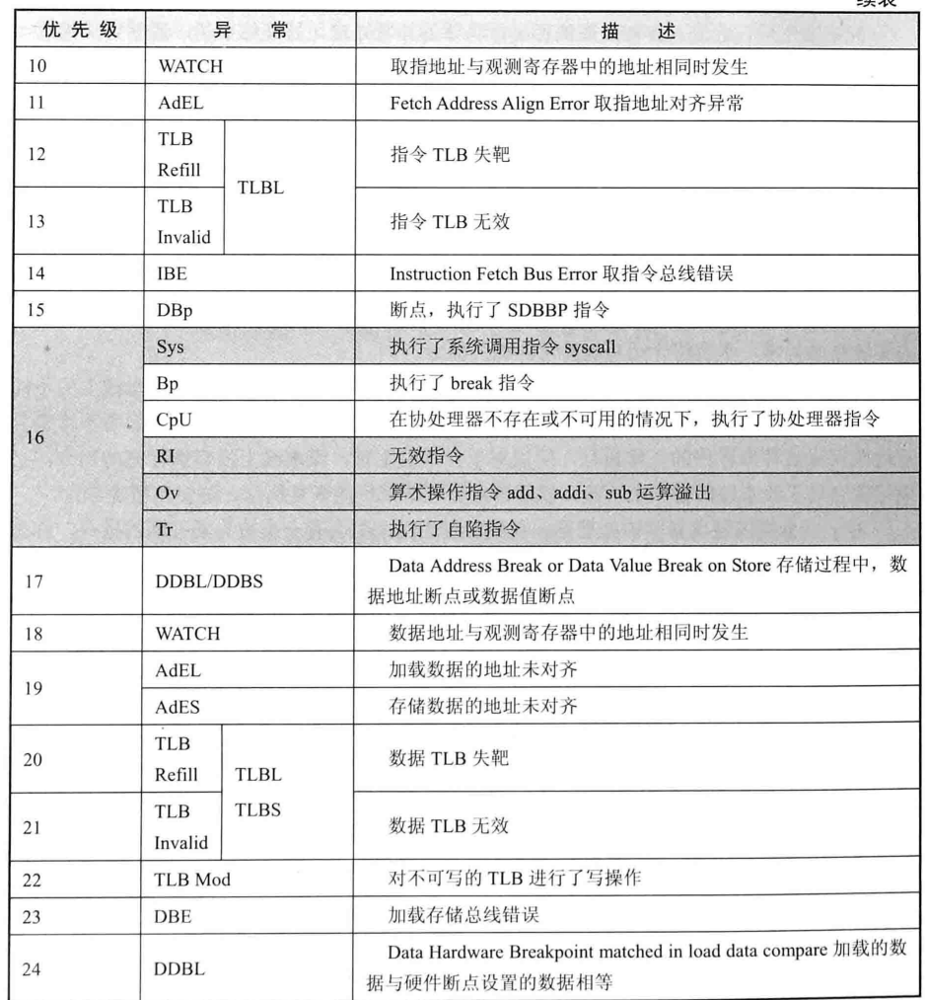 续表
优先级 异常 描述
10 WATCH 取指地址与观测寄存器中的地址相同时发生
11 AdEL Fetch Address Align Error 取指地址对齐异常
12 TLB Refill TLBL 指令 TLB 失靶
13 TLB Invalid 指令 TLB 无效
14 IBE Instruction Fetch Bus Error 取指令总线错误
15 DBp 断点，执行了 SDBBP 指令
16 Sys 执行了系统调用指令 syscall
Bp 执行了 break 指令
CpU 在协处理器不存在或不可用的情况下，执行了协处理器指令
RI 无效指令
Ov 算术操作指令 add、addi、sub 运算溢出
Tr 执行了自陷指令
17 DDBL/DDBS Data Address Break or Data Value Break on Store 存储过程中，数
据地址断点或数据值断点
18 WATCH 数据地址与观测寄存器中的地址相同时发生
19 AdEL 加载数据的地址未对齐
AdES 存储数据的地址未对齐
20 TLB Refill TLBL TLBS 数据 TLB 失靶
21 TLB Invalid 数据 TLB 无效
22 TLB Mod 对不可写的 TLB 进行了写操作
23 DBE 加载存储总线错误
24 DDBL Data Hardware Breakpoint matched in load data compare 加载的数
据与硬件断点设置的数据相等